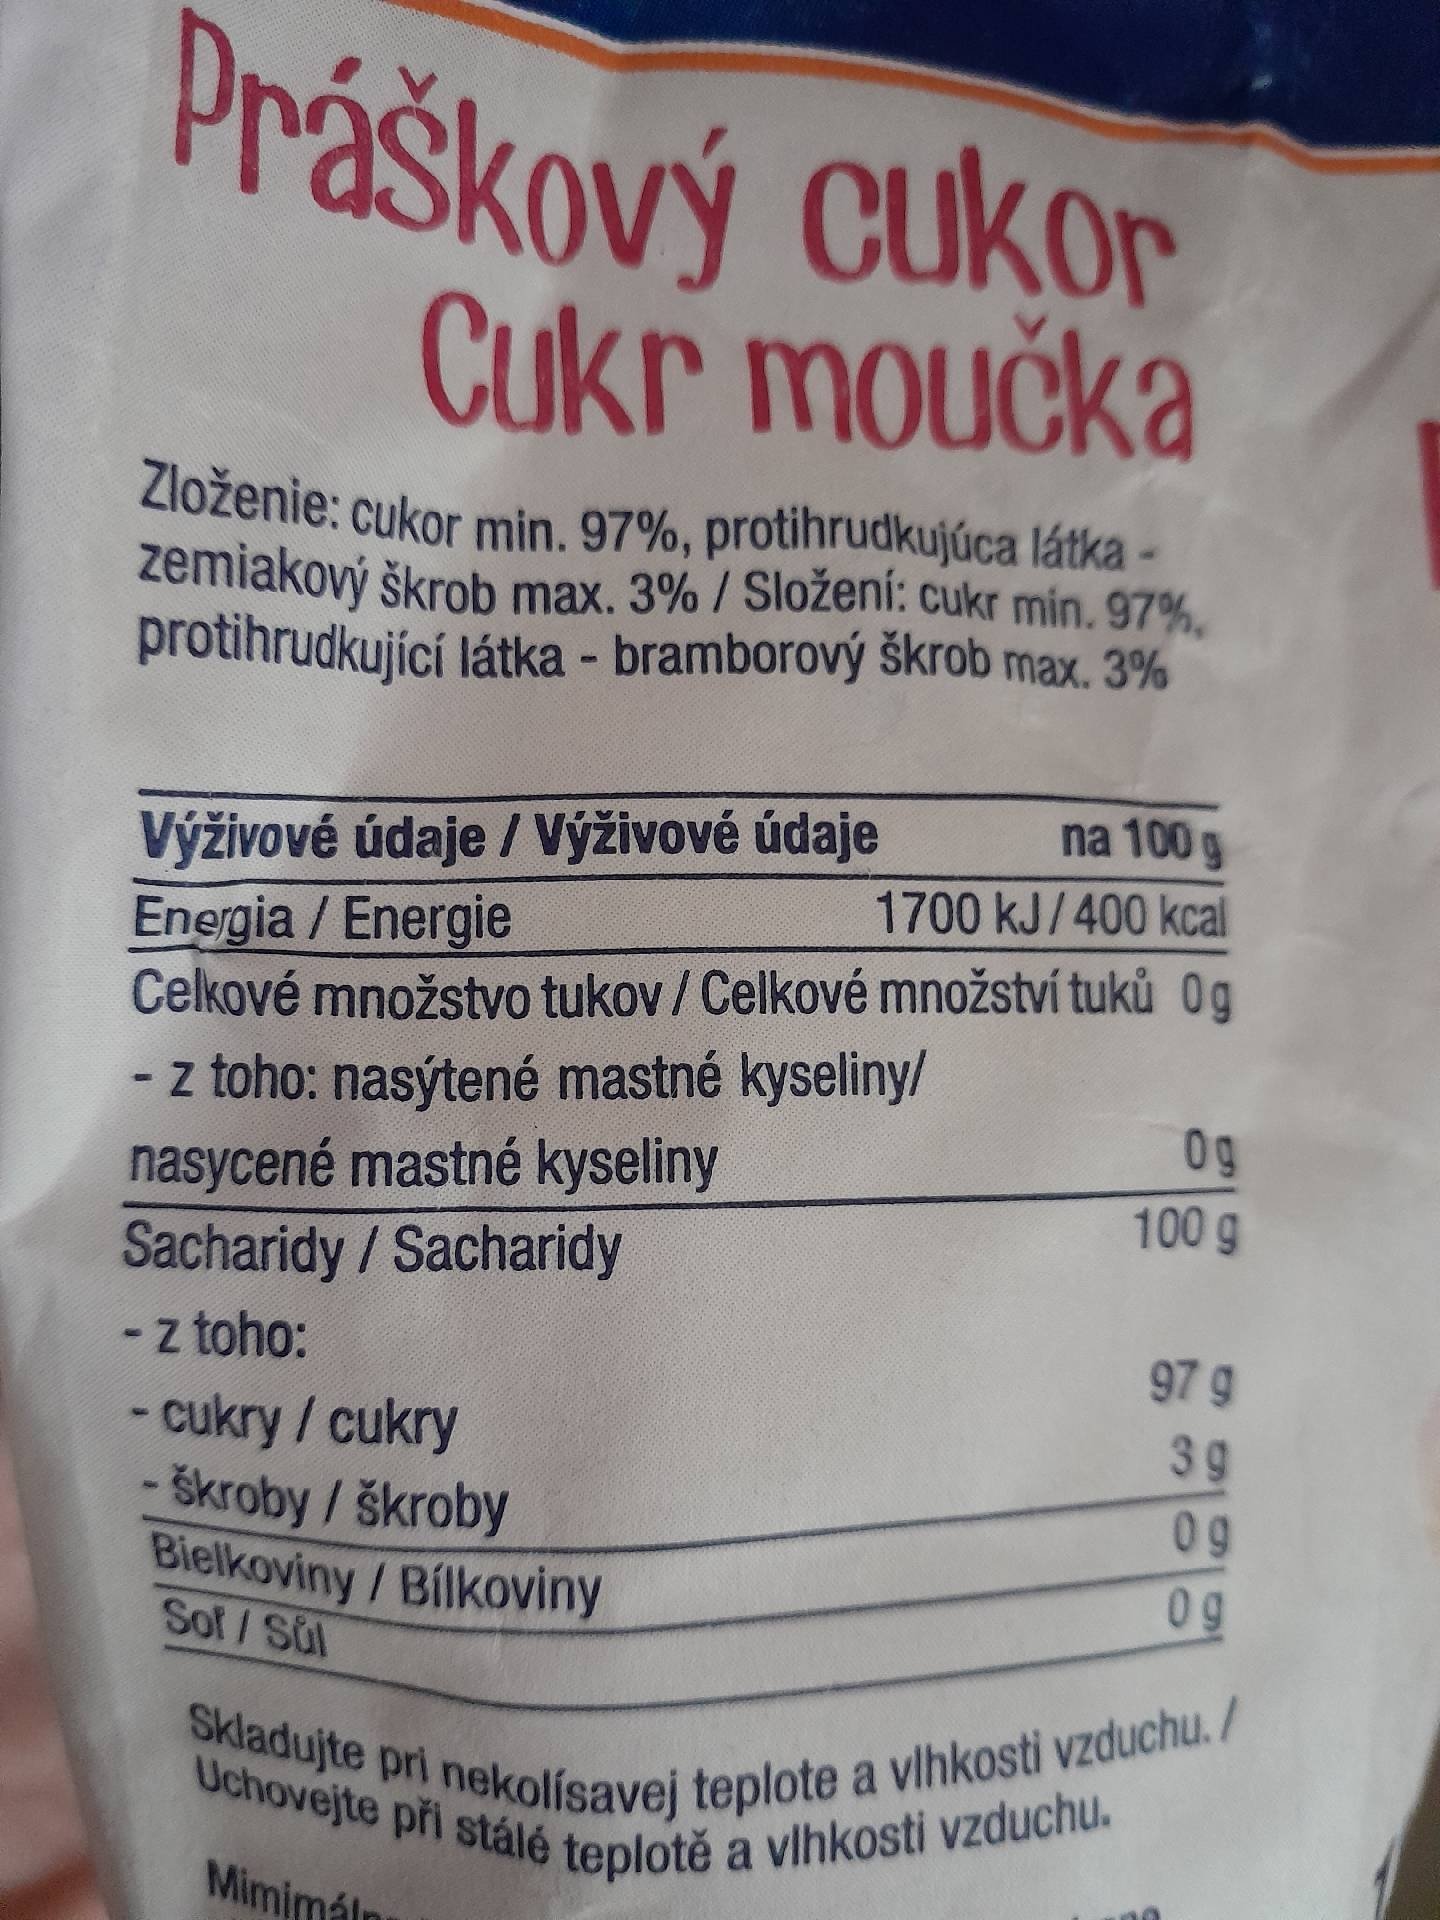 Práškový cukor
Cukr moučka
Zloženie: cukor min. 97%, protihrudkujúca látka -
zemiakový škrob max. 3% / Složení: cukr min. 97%,
protihrudkující látka - bramborový škrob max. 3%
Výživové údaje / Výživové údaje na 100 g
Energia / Energie 1700 kJ / 400 kcal
Celkové množstvo tukov / Celkové množství tuků 0 g
- z toho: nasýtené mastné kyseliny/
nasycené mastné kyseliny 0 g
Sacharidy / Sacharidy 100 g
- z toho:
- cukry / cukry 97 g
- škroby / škroby 3 g
Bielkoviny / Bílkoviny 0 g
Soľ / Sůl 0 g
Skladujte pri nekolísavej teplote a vlhkosti vzduchu. /
Uchovejte při stálé teplotě a vlhkosti vzduchu.